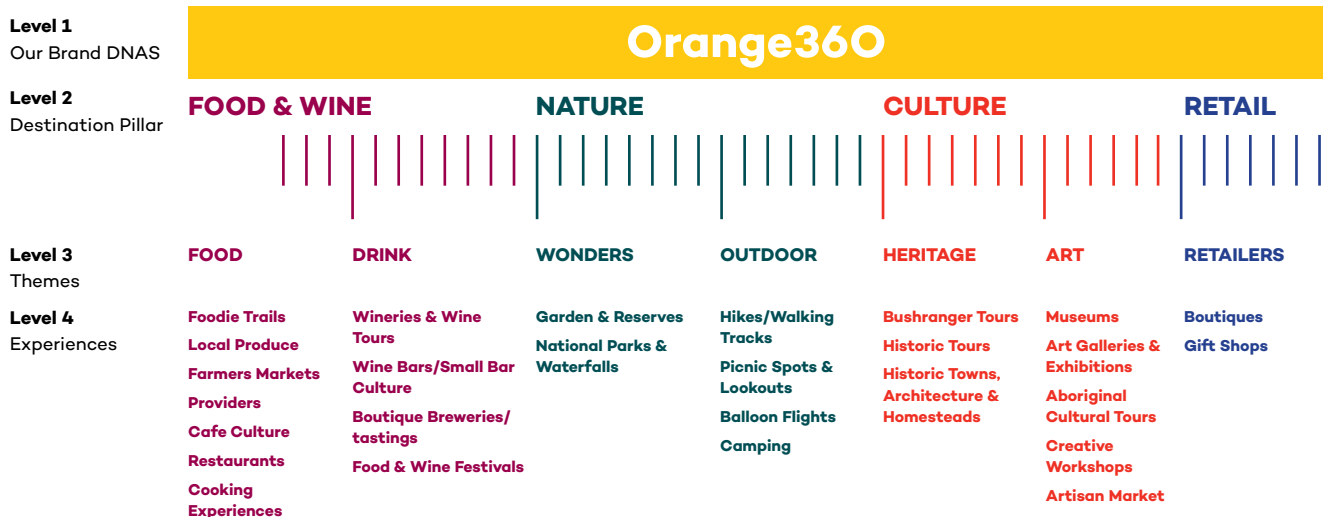 Level 1
Our Brand DNAS
Orange360
Level 2
Destination Pillar
FOOD & WINE
NATURE
CULTURE
RETAIL
Level 3
Themes
FOOD
DRINK
WONDERS
OUTDOOR
HERITAGE
ART
RETAILERS
Level 4
Experiences
Foodie Trails
Local Produce
Farmers Markets
Providers
Cafe Culture
Restaurants
Cooking
Experiences
Wineries & Wine
Tours
Wine Bars/Small Bar
Culture
Boutique Breweries/
tastings
Food & Wine Festivals
Garden & Reserves
National Parks &
Waterfalls
Hikes/Walking
Tracks
Picnic Spots &
Lookouts
Balloon Flights
Camping
Bushranger Tours
Historic Tours
Historic Towns,
Architecture &
Homesteads
Museums
Art Galleries &
Exhibitions
Aboriginal
Cultural Tours
Creative
Workshops
Artisan Market
Boutiques
Gift Shops